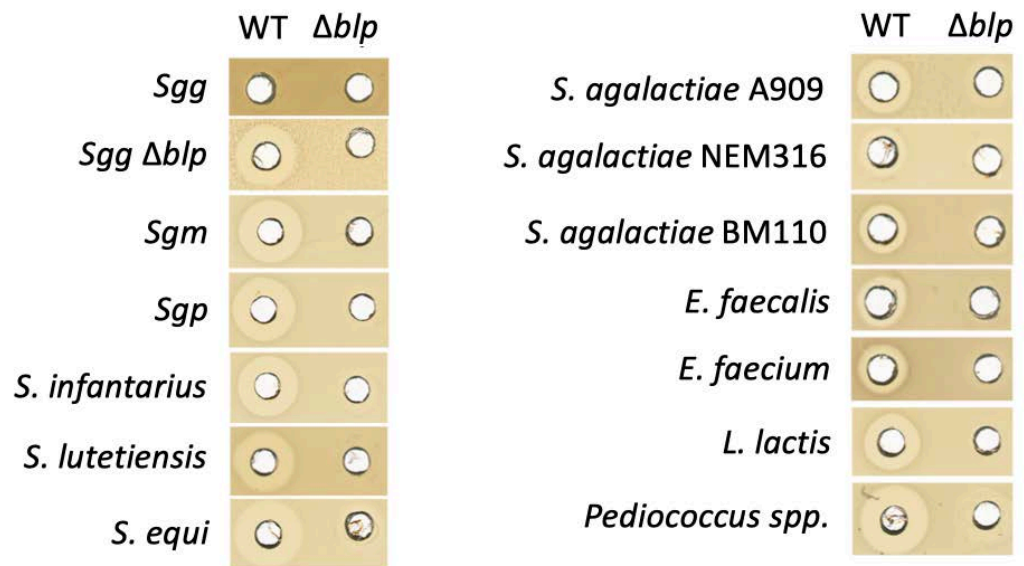 WT Δblp
Sgg
Sgg Δblp
Sgm
Sgp
S. infantarius
S. lutetiensis
S. equi
WT Δblp
S. agalactiae A909
S. agalactiae NEM316
S. agalactiae BM110
E. faecalis
E. faecium
L. lactis
Pediococcus spp.